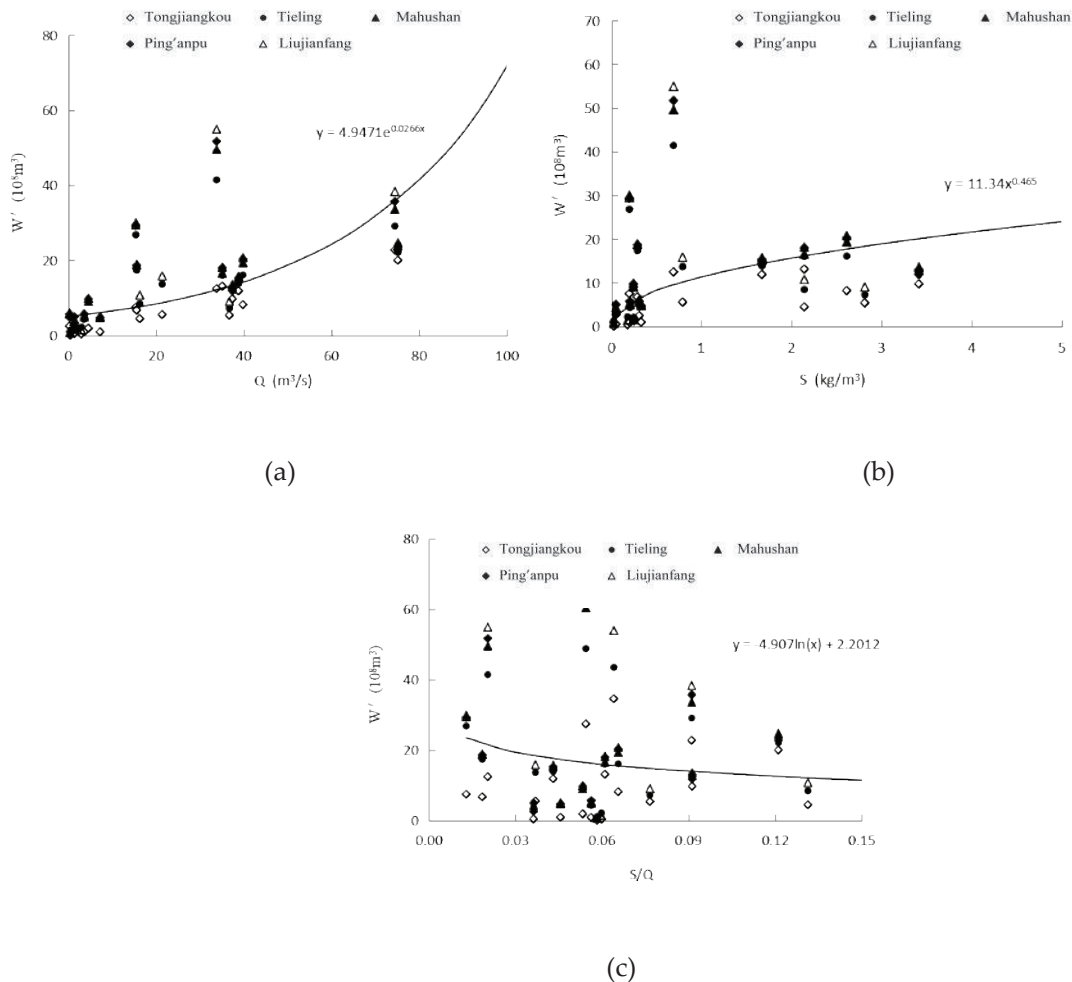 ◇ Tongjiangkou ● Tieling ▲ Mahushan
◆ Ping'anpu △ Liujianfang
80
60
40
20
0
W′ (10⁸m³)
y = 4.9471e^0.0266x
0 20 40 60 80 100
Q (m³/s)
(a)
◇ Tongjiangkou ● Tieling ▲ Mahushan
◆ Ping'anpu △ Liujianfang
70
60
50
40
30
20
10
0
W′ (10⁸m³)
y = 11.34x^0.465
0 1 2 3 4 5
S (kg/m³)
(b)
◇ Tongjiangkou ● Tieling ▲ Mahushan
◆ Ping'anpu △ Liujianfang
80
60
40
20
0
W′ (10⁸m³)
y = -4.907ln(x) + 2.2012
0.00 0.03 0.06 0.09 0.12 0.15
S/Q
(c)